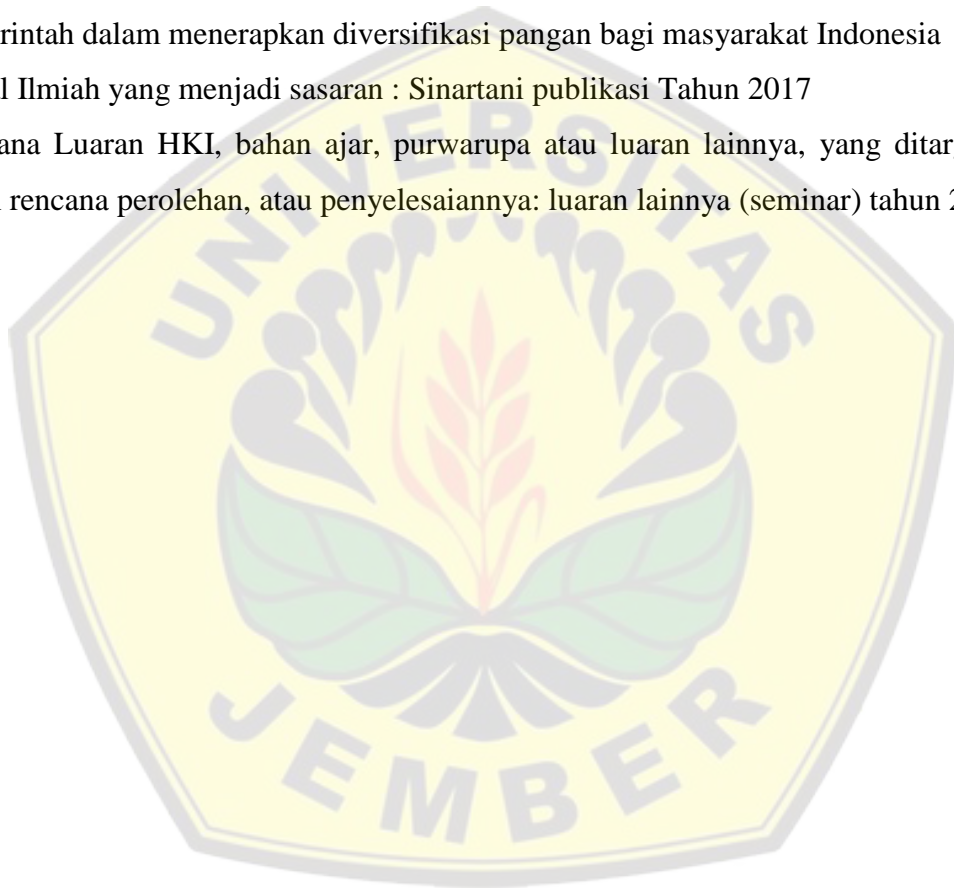 rintah dalam menerapkan diversifikasi pangan bagi masyarakat Indonesia
l Ilmiah yang menjadi sasaran : Sinartani publikasi Tahun 2017
ana Luaran HKI, bahan ajar, purwarupa atau luaran lainnya, yang ditar
rencana perolehan, atau penyelesaiannya: luaran lainnya (seminar) tahun 2
UNIVERSITAS
JEMBER